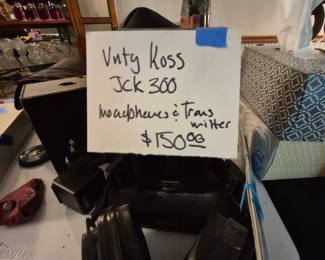 Vnty Koss
JCK 300
Headphones & Trans
mitter
$150.00